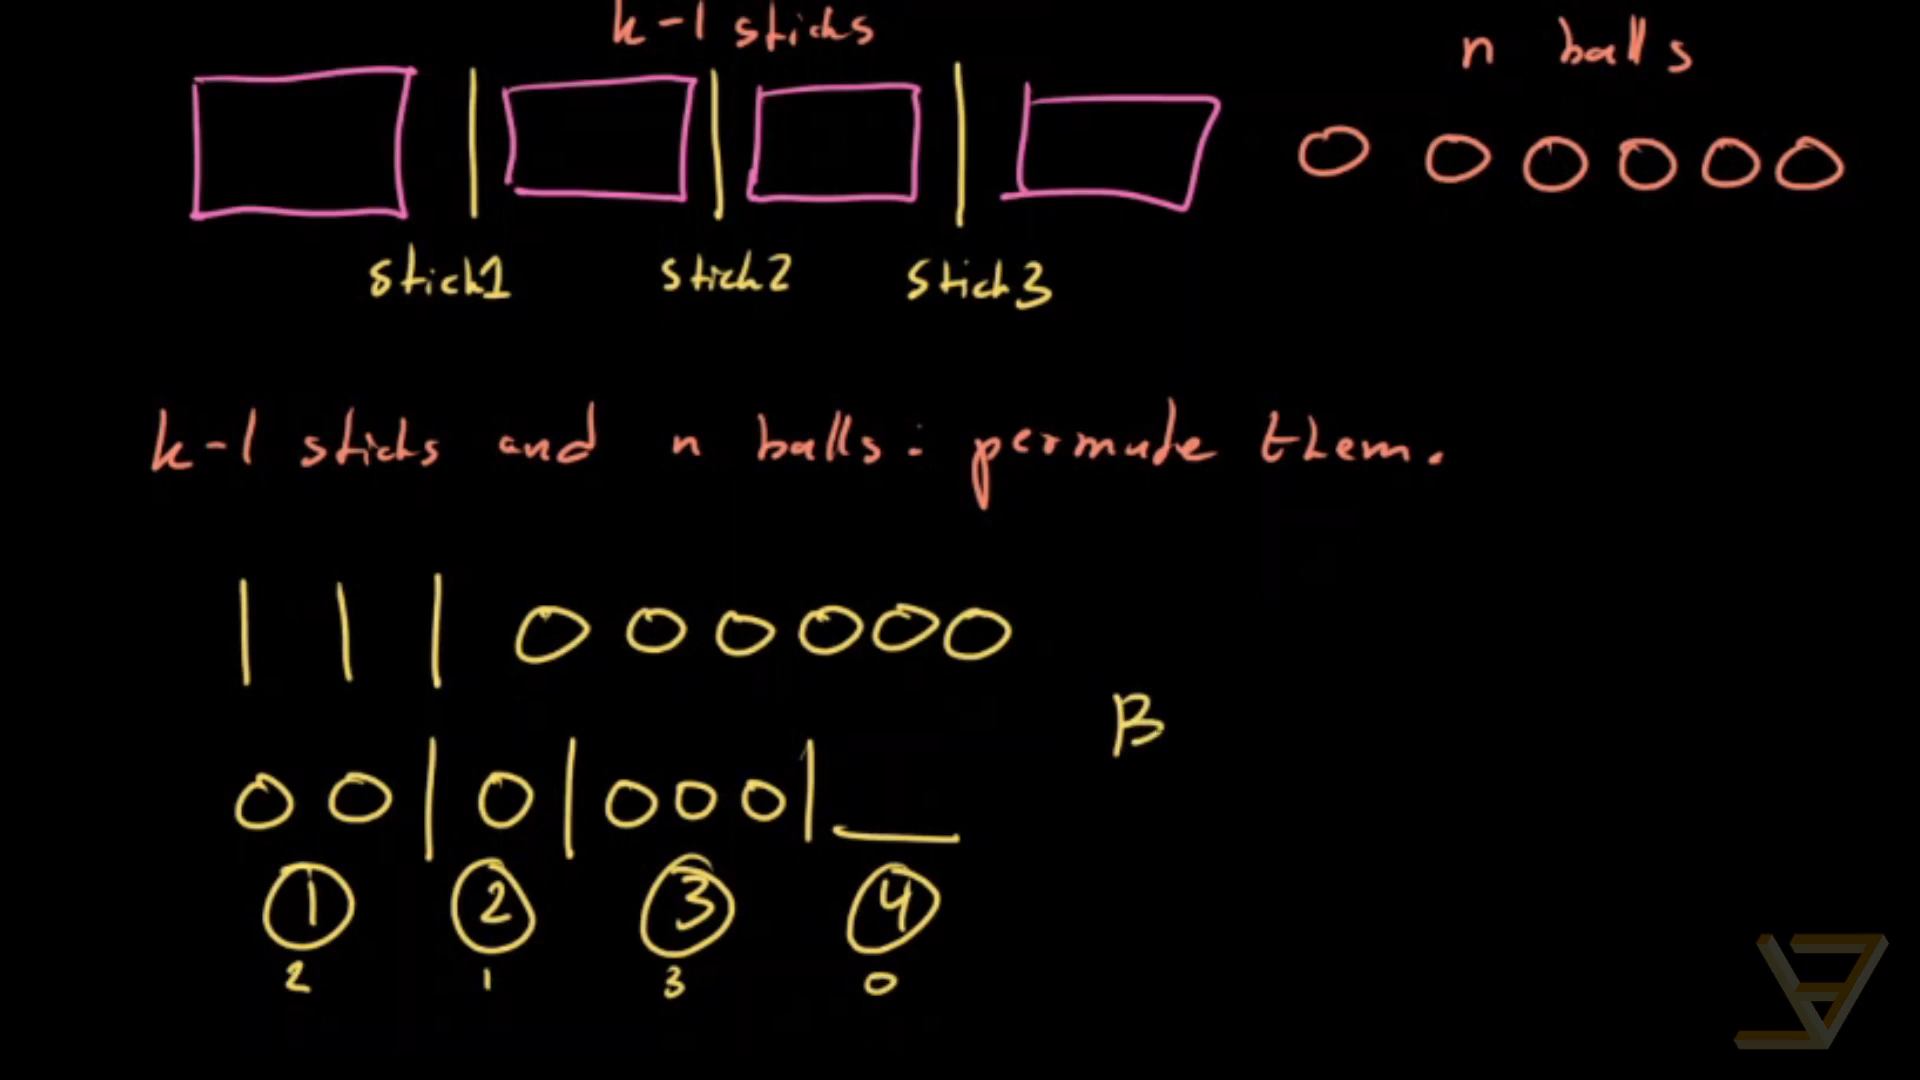 k-1 sticks
n balls
stick1 stick2 stick3
k-1 sticks and n balls: permute them.
B
1 2 3 4
2 1 3 0